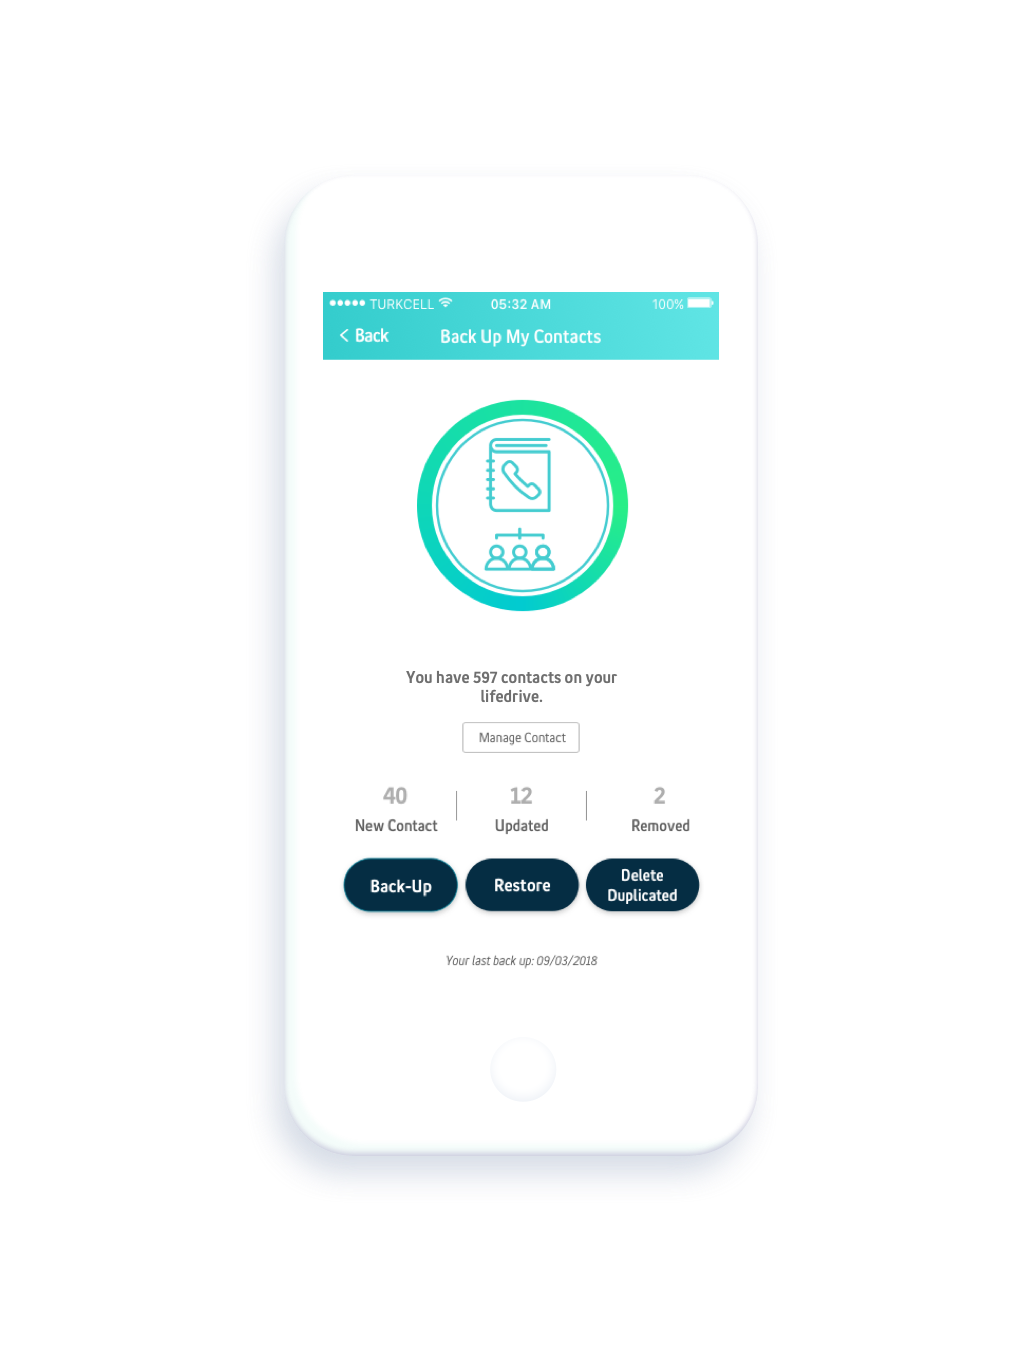 TURKCELL 05:32 AM 100%
Back Back Up My Contacts
You have 597 contacts on your
lifedrive.
Manage Contact
40 12 2
New Contact Updated Removed
Back-Up Restore Delete
Duplicated
Your last back up: 09/03/2018